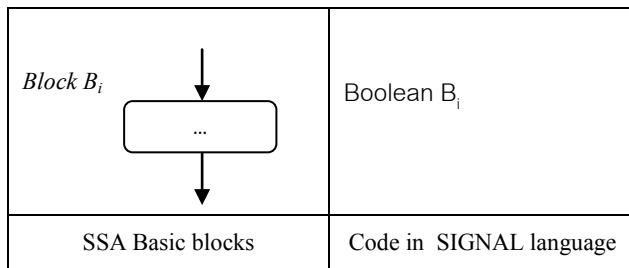 Block B_i
...
Boolean B_i
SSA Basic blocks
Code in SIGNAL language